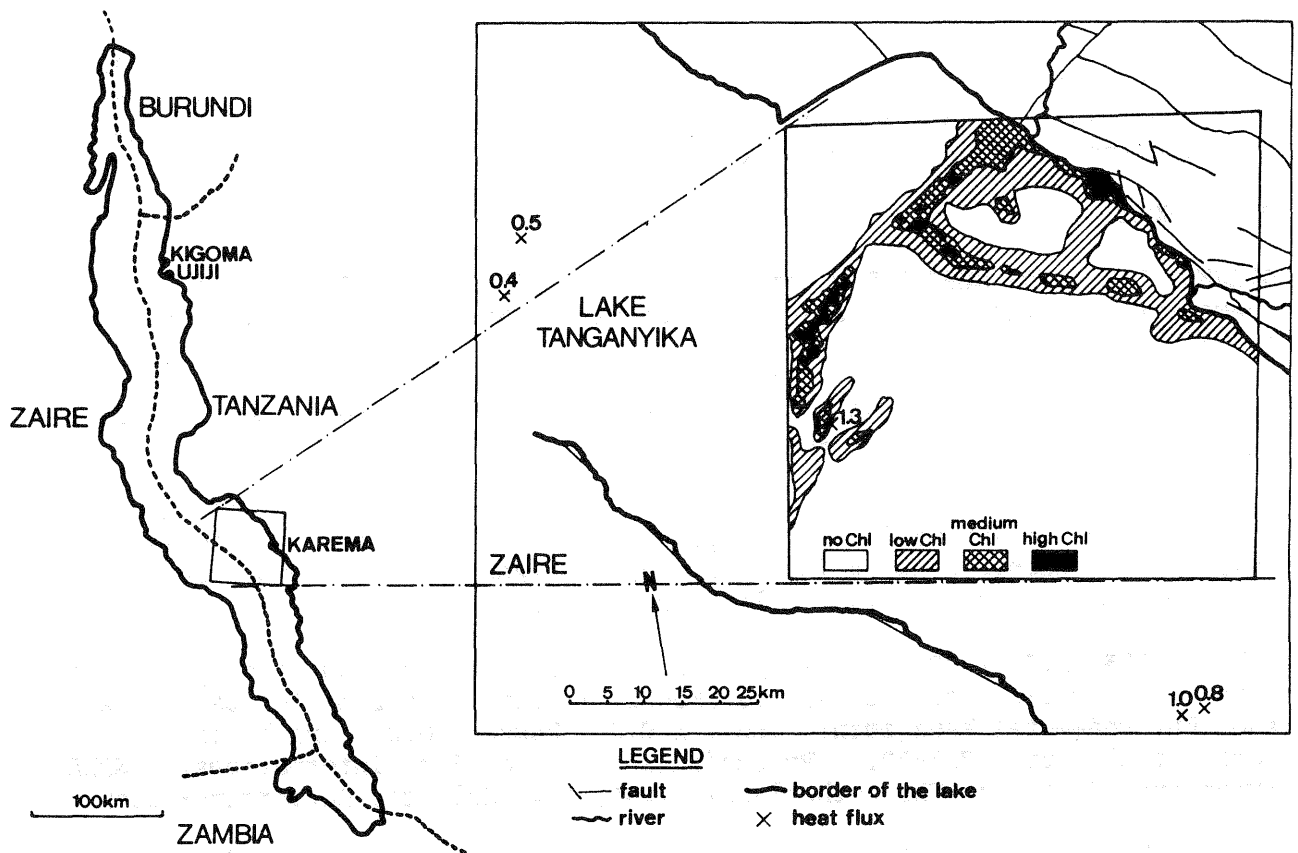 BURUNDI
KIGOMA
UJIJI
ZAIRE
TANZANIA
KAREMA
100km
ZAMBIA
0.5
0.4
LAKE
TANGANYIKA
1.3
ZAIRE
N
0 5 10 15 20 25km
medium
no Chl low Chl Chl high Chl
1.0 0.8
LEGEND
fault border of the lake
river heat flux